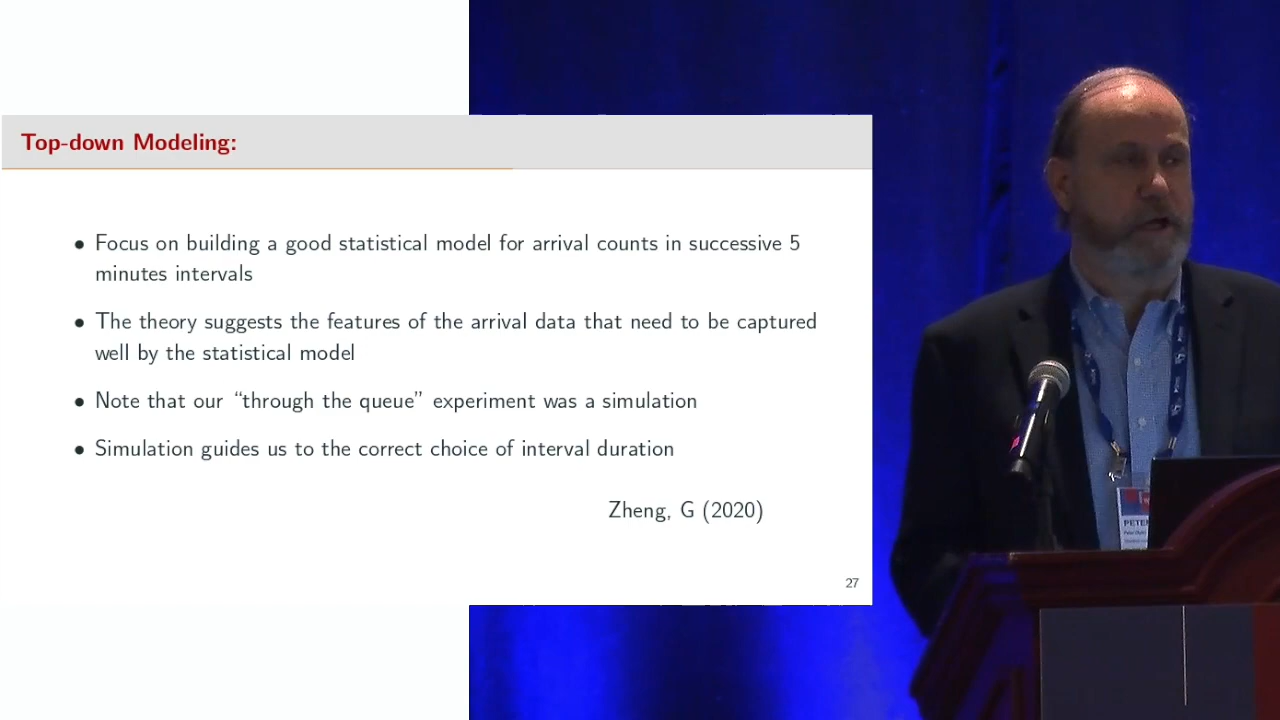 Top-down Modeling:
• Focus on building a good statistical model for arrival counts in successive 5
minutes intervals
• The theory suggests the features of the arrival data that need to be captured
well by the statistical model
• Note that our “through the queue” experiment was a simulation
• Simulation guides us to the correct choice of interval duration
Zheng, G (2020)
27
PETER